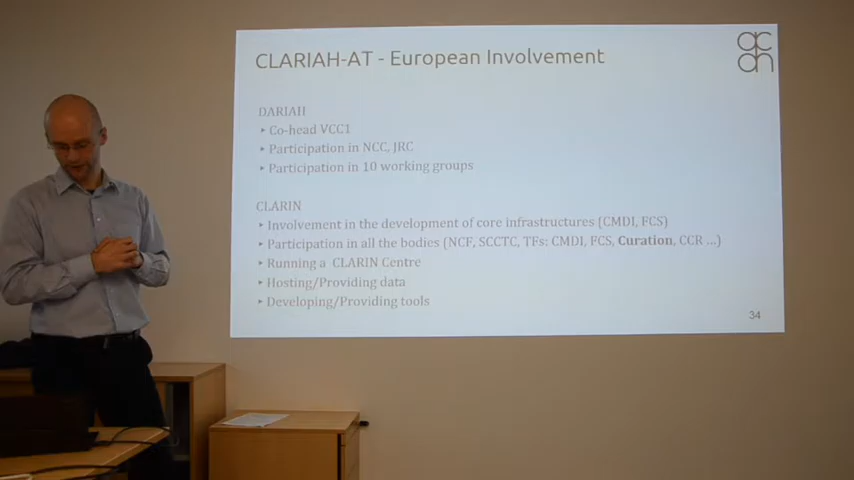 CLARIAH-AT - European Involvement
acdh
DARIAH
‣ Co-head VCC1
‣ Participation in NCC, JRC
‣ Participation in 10 working groups
CLARIN
‣ Involvement in the development of core infrastructures (CMDI, FCS)
‣ Participation in all the bodies (NCF, SCCTC, TFs: CMDI, FCS, Curation, CCR ...)
‣ Running a CLARIN Centre
‣ Hosting/Providing data
‣ Developing/Providing tools
34